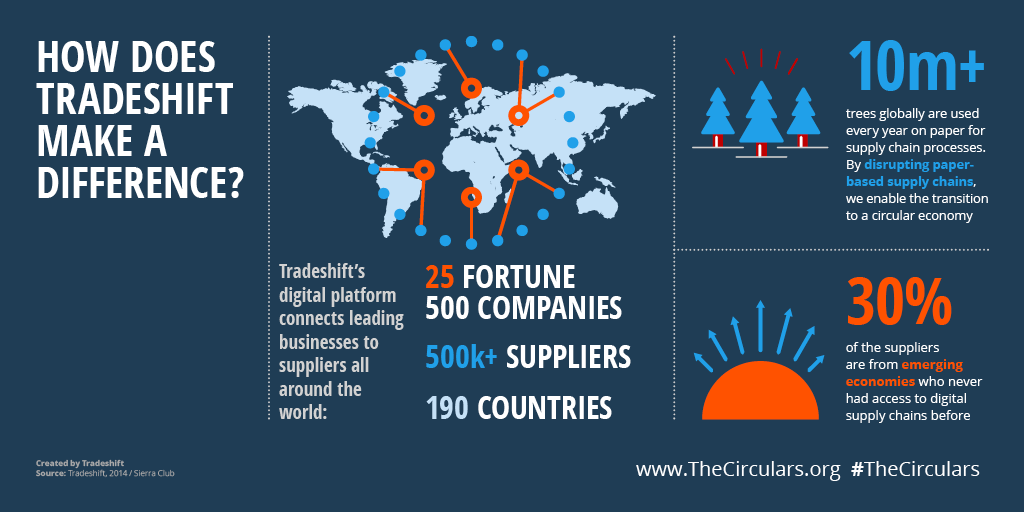 HOW DOES
TRADESHIFT
MAKE A
DIFFERENCE?
Tradeshift's
digital platform
connects leading
businesses to
suppliers all
around the
world:
25 FORTUNE
500 COMPANIES
500k+ SUPPLIERS
190 COUNTRIES
10m+
trees globally are used
every year on paper for
supply chain processes.
By disrupting paper-
based supply chains,
we enable the transition
to a circular economy
30%
of the suppliers
are from emerging
economies who never
had access to digital
supply chains before
Created by Tradeshift
Source: Tradeshift, 2014 / Sierra Club
www.TheCirculars.org #TheCirculars